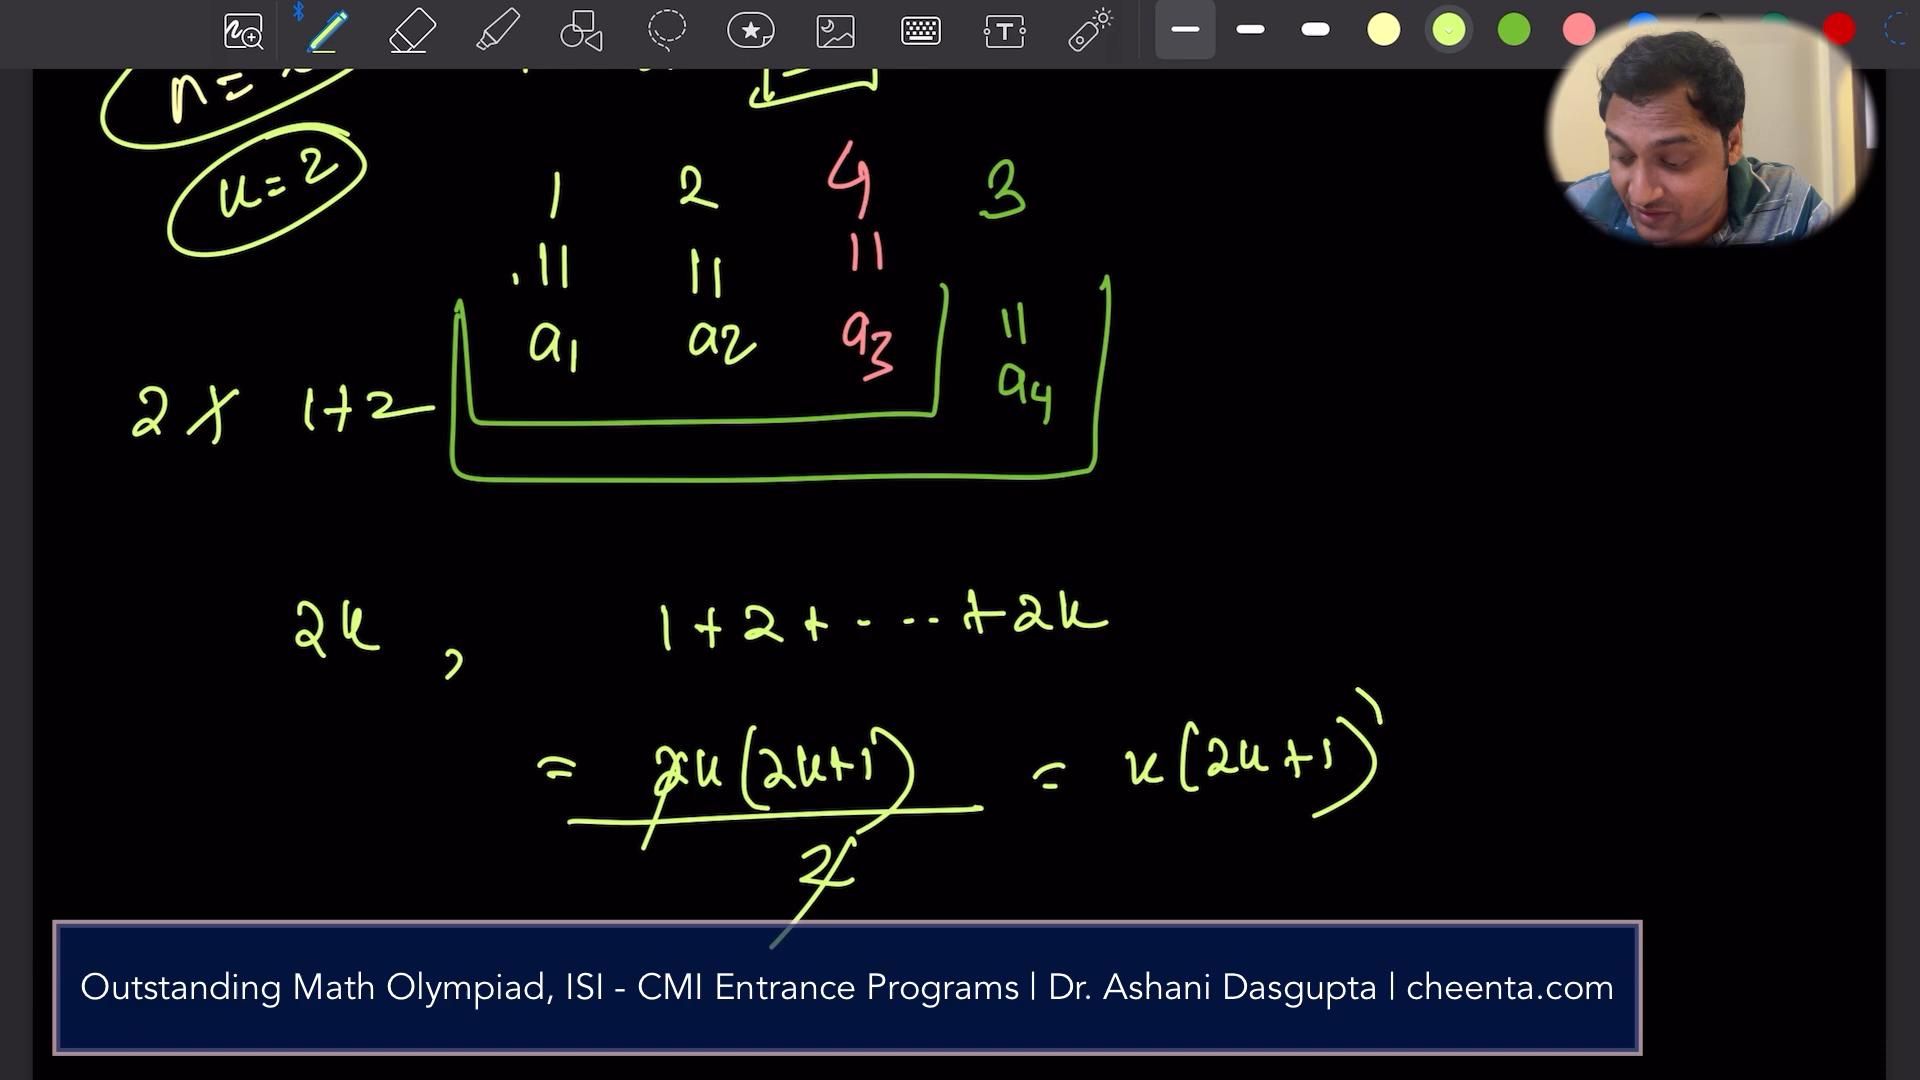 n =
k = 2
1 2 4 3
|| || || ||
a1 a2 a3 a4
2 X 1+2
2k , 1 + 2 + - - - - + 2k
= 2k (2k+1) / 2 = k (2k+1)
Outstanding Math Olympiad, ISI - CMI Entrance Programs | Dr. Ashani Dasgupta | cheenta.com